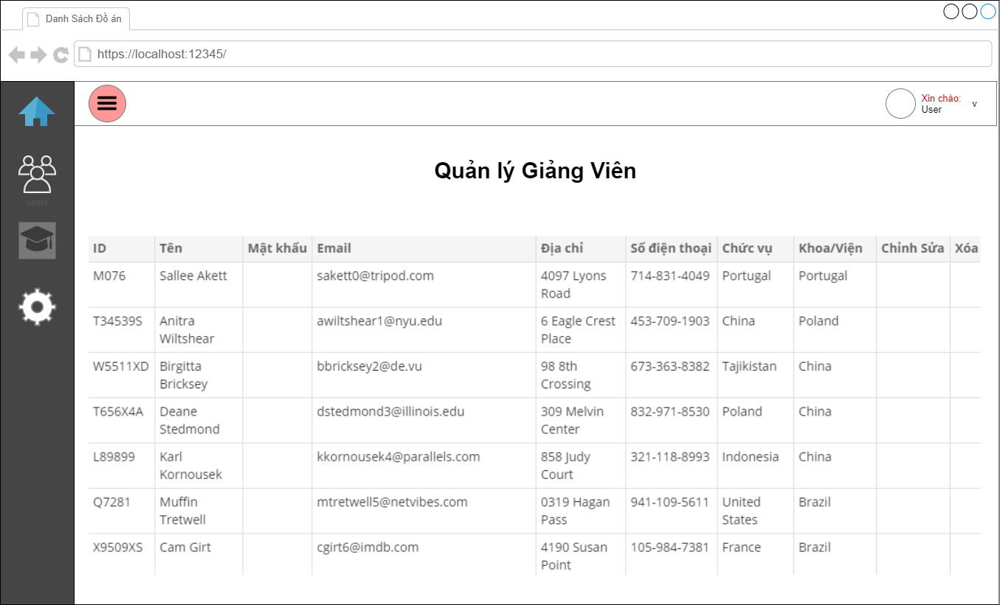 Danh Sách Đồ án
https://localhost:12345/
Xin chào:
User
v
users
Quản lý Giảng Viên
ID Tên Mật khẩu Email Địa chỉ Số điện thoại Chức vụ Khoa/Viện Chỉnh Sửa Xóa
M076 Sallee Akett sakett0@tripod.com 4097 Lyons 714-831-4049 Portugal Portugal
Road
T34539S Anitra awiltshear1@nyu.edu 6 Eagle Crest 453-709-1903 China Poland
Wiltshear Place
W5511XD Birgitta bbricksey2@de.vu 98 8th 673-363-8382 Tajikistan China
Bricksey Crossing
T656X4A Deane dstedmond3@illinois.edu 309 Melvin 832-971-8530 Poland China
Stedmond Center
L89899 Karl kkornousek4@parallels.com 858 Judy 321-118-8993 Indonesia China
Kornousek Court
Q7281 Muffin mtretwell5@netvibes.com 0319 Hagan 941-109-5611 United Brazil
Tretwell Pass States
X9509XS Cam Girt cgirt6@imdb.com 4190 Susan 105-984-7381 France Brazil
Point